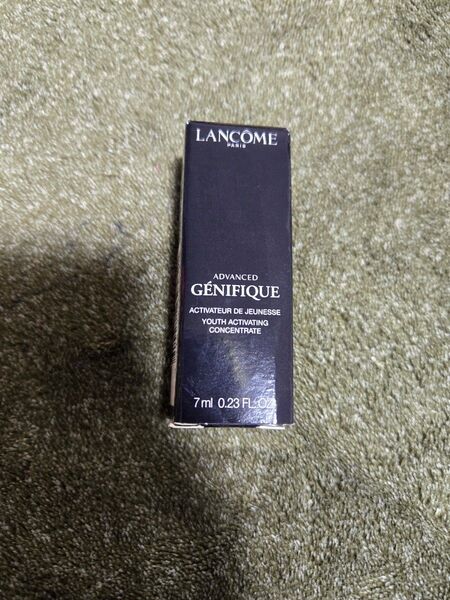 LANCÔME
PARIS
ADVANCED
GÉNIFIQUE
ACTIVATEUR DE JEUNESSE
YOUTH ACTIVATING
CONCENTRATE
7 ml 0.23 FL. OZ